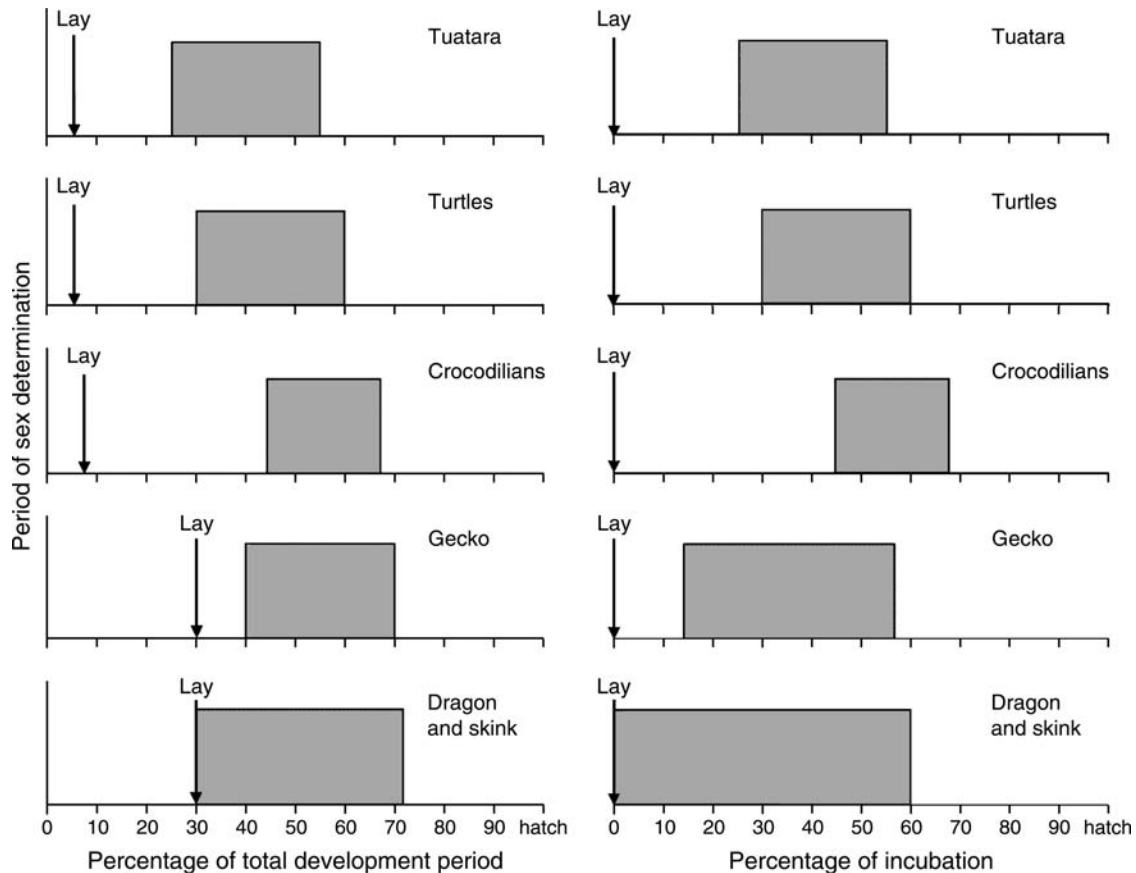 Period of sex determination
Lay
Tuatara
Lay
Turtles
Lay
Crocodilians
Lay
Gecko
Lay
Dragon
and skink
0 10 20 30 40 50 60 70 80 90 hatch
Percentage of total development period
Lay
Tuatara
Lay
Turtles
Lay
Crocodilians
Lay
Gecko
Lay
Dragon
and skink
0 10 20 30 40 50 60 70 80 90 hatch
Percentage of incubation